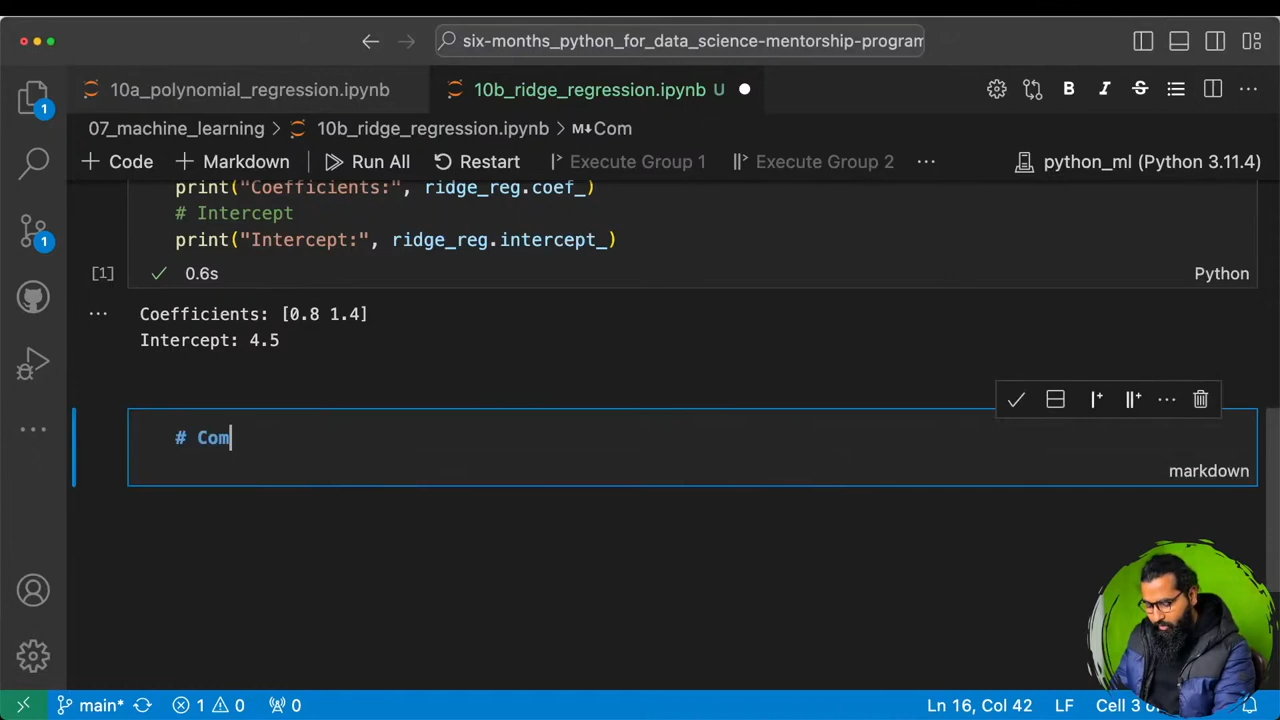 six-months_python_for_data_science-mentorship-program
10a_polynomial_regression.ipynb
10b_ridge_regression.ipynb U
07_machine_learning > 10b_ridge_regression.ipynb > M↓Com
+ Code + Markdown Run All Restart Execute Group 1 Execute Group 2 ... python_ml (Python 3.11.4)
print("Coefficients:", ridge_reg.coef_)
# Intercept
print("Intercept:", ridge_reg.intercept_)
[1] 0.6s Python
Coefficients: [0.8 1.4]
Intercept: 4.5
# Com
markdown
1
1
main* 1 0 0 Ln 16, Col 42 LF Cell 3 o